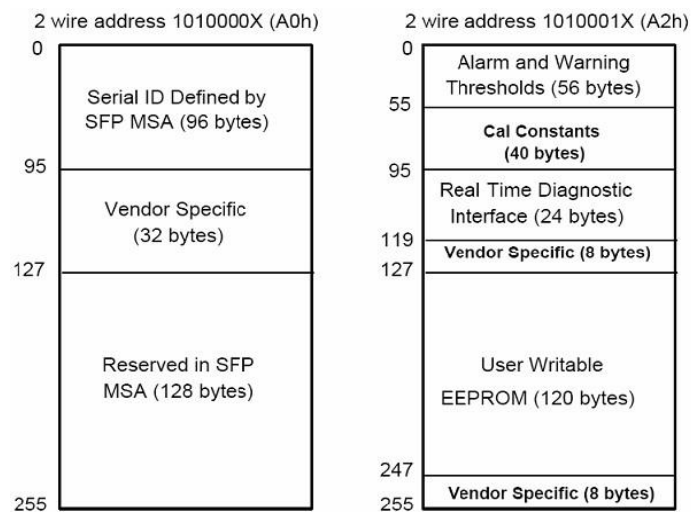 2 wire address 1010000X (A0h)
0
Serial ID Defined by
SFP MSA (96 bytes)
95
Vendor Specific
(32 bytes)
127
Reserved in SFP
MSA (128 bytes)
255
2 wire address 1010001X (A2h)
0
Alarm and Warning
Thresholds (56 bytes)
55
Cal Constants
(40 bytes)
95
Real Time Diagnostic
Interface (24 bytes)
119
Vendor Specific (8 bytes)
127
User Writable
EEPROM (120 bytes)
247
Vendor Specific (8 bytes)
255